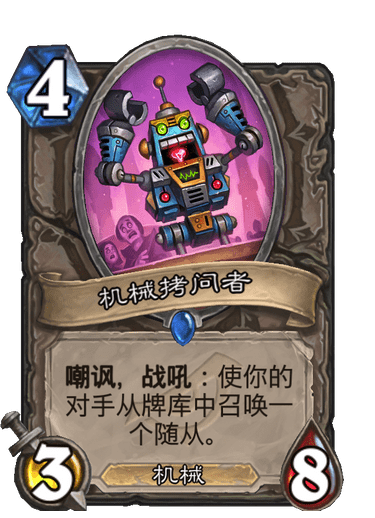 4
机械拷问者
嘲讽，战吼：使你的
对手从牌库中召唤一
个随从。
3
机械
8